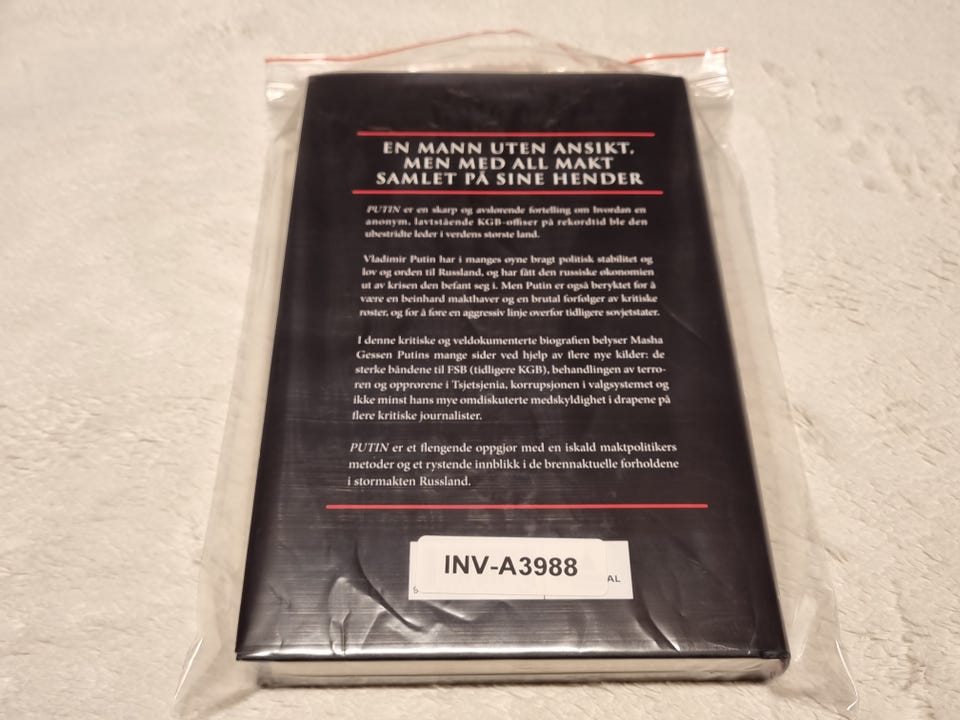 EN MANN UTEN ANSIKT,
MEN MED ALL MAKT
SAMLET PÅ SINE HENDER
PUTIN er en skarp og avslørende fortelling om hvordan en
anonym, lavtstående KGB-offiser på rekordtid ble den
ubestridte leder i verdens største land.
Vladimir Putin har i manges øyne bragt politisk stabilitet og
lov og orden til Russland, og har fått den russiske økonomien
ut av krisen den befant seg i. Men Putin er også beryktet for å
være en beinhard makthaver og en brutal forfølger av kritiske
røster, og for å føre en aggressiv linje overfor tidligere sovjetstater.
I denne kritiske og veldokumenterte biografien belyser Masha
Gessen Putins mange sider ved hjelp av flere nye kilder: de
sterke båndene til FSB (tidligere KGB), behandlingen av terro-
ren og opprørene i Tsjetsjenia, korrupsjonen i valgsystemet og
ikke minst hans mye omdiskuterte medskyldighet i drapene på
flere kritiske journalister.
PUTIN er et flengende oppgjør med en iskald maktpolitikers
metoder og et rystende innblikk i de brennaktuelle forholdene
i stormakten Russland.
INV-A3988
AL